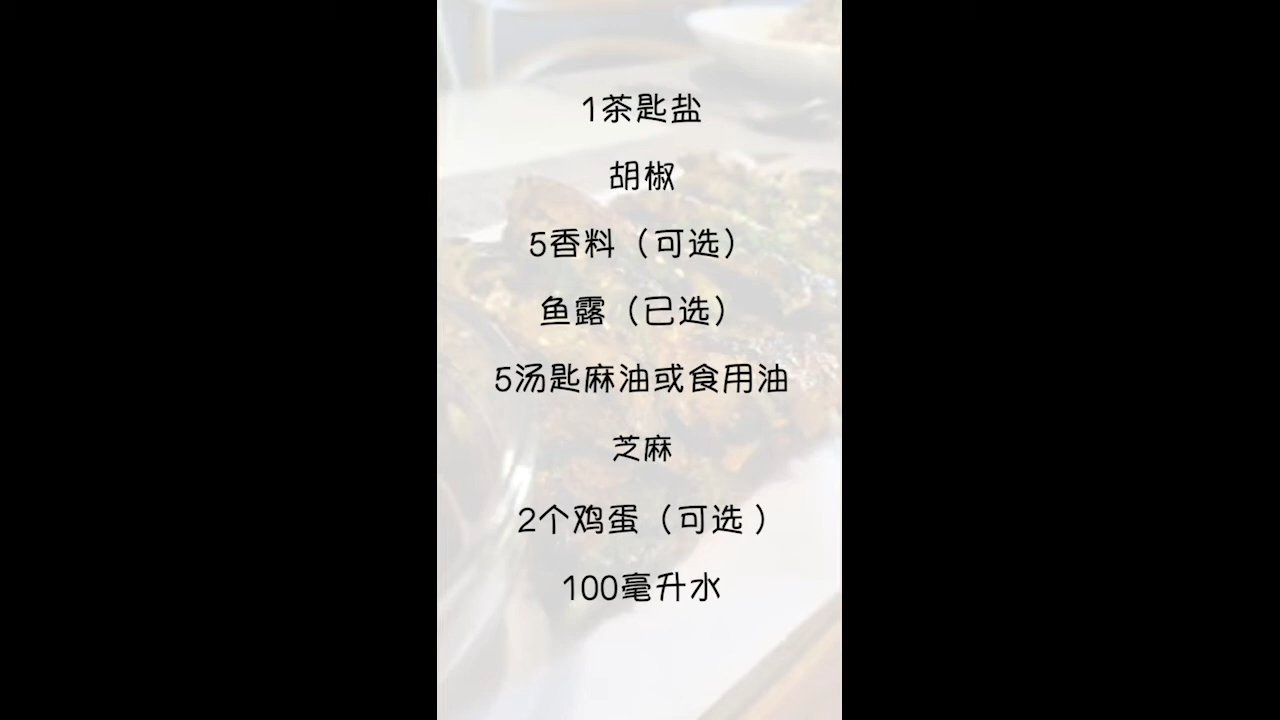 1茶匙盐
胡椒
5香料（可选）
鱼露（已选）
5汤匙麻油或食用油
芝麻
2个鸡蛋（可选）
100毫升水